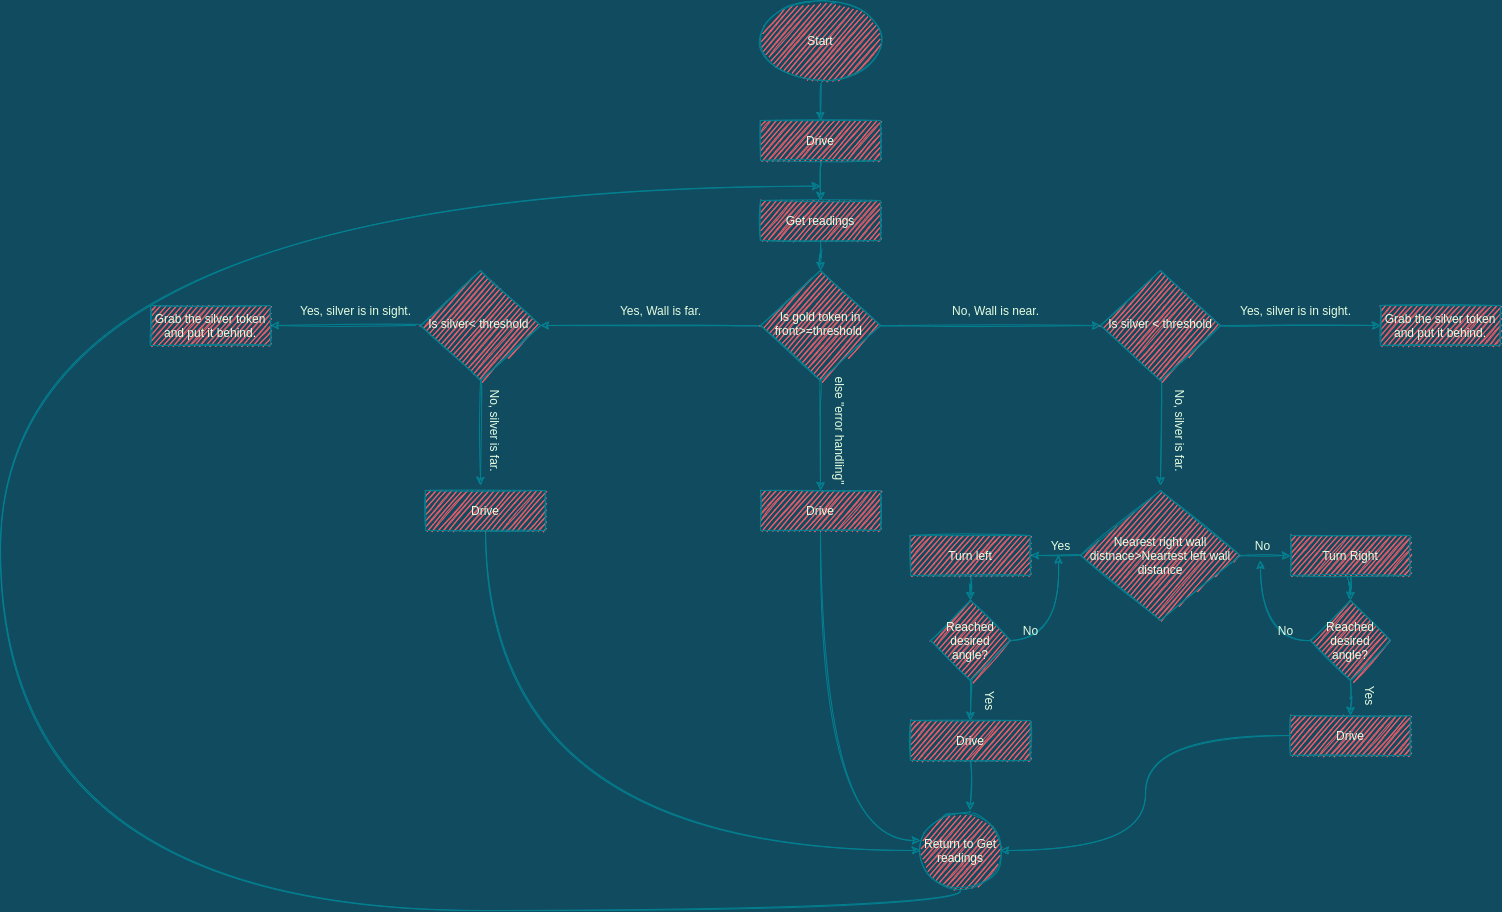 Start
Drive
Get readings
Yes, silver is in sight.
Yes, Wall is far.
No, Wall is near.
Yes, silver is in sight.
Grab the silver token
and put it behind.
Is silver< threshold
Is gold token in
front>=threshold
Is silver < threshold
Grab the silver token
and put it behind.
No, silver is far.
else "error handling"
No, silver is far.
Drive
Drive
Nearest right wall
distnace>Neartest left wall
distance
Yes
No
Turn left
Turn Right
Reached
desired
angle?
No
No
Reached
desired
angle?
Yes
Yes
Drive
Drive
Return to Get
readings